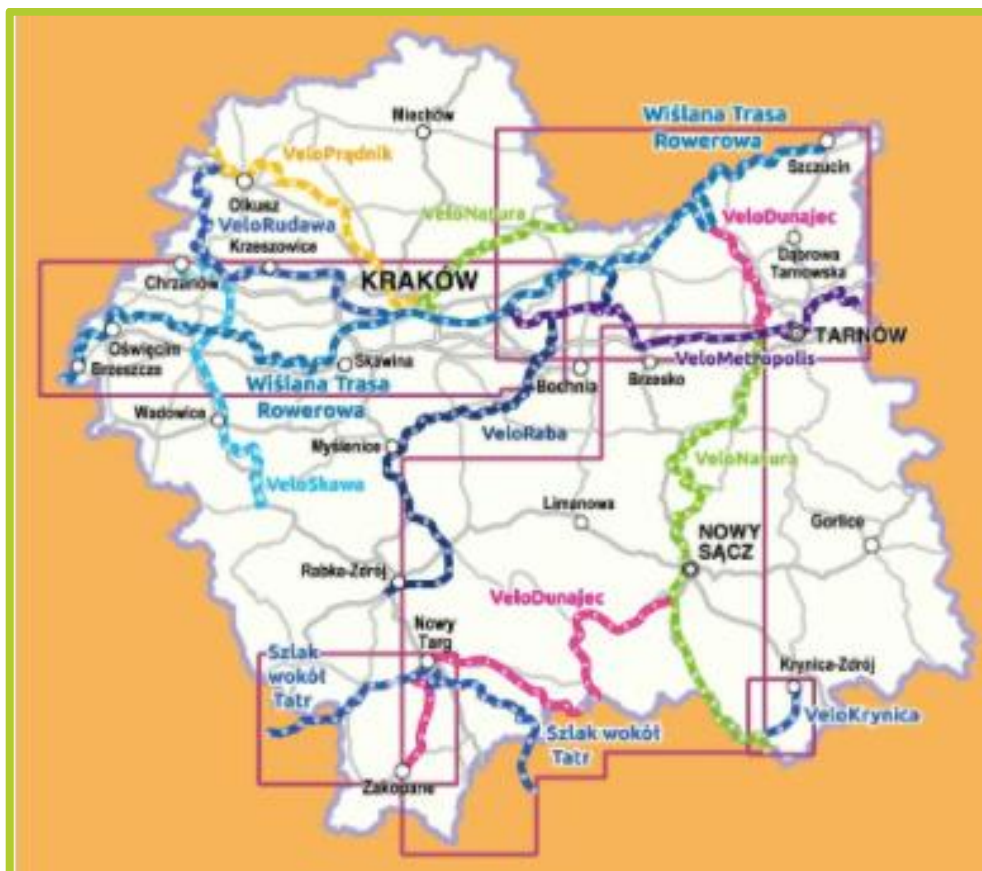 Miechów
Wiślana Trasa
Rowerowa
Szczucin
VeloPrądnik
Olkusz
VeloRudawa
Krzeszowice
VeloNatura
VeloDunajec
Dąbrowa
Tarnowska
Chrzanów
KRAKÓW
Oświęcim
Brzeszcze
Skawina
TARNÓW
VeloMetropolis
Bochnia
Brzesko
Wiślana Trasa
Rowerowa
Wadowice
Myślenice
VeloRaba
VeloNatura
VeloSkawa
Limanowa
Gorlice
NOWY
SĄCZ
Rabka-Zdrój
VeloDunajec
Nowy
Targ
Szlak
wokół
Tatr
Krynica-Zdrój
VeloKrynica
Szlak wokół
Tatr
Zakopane